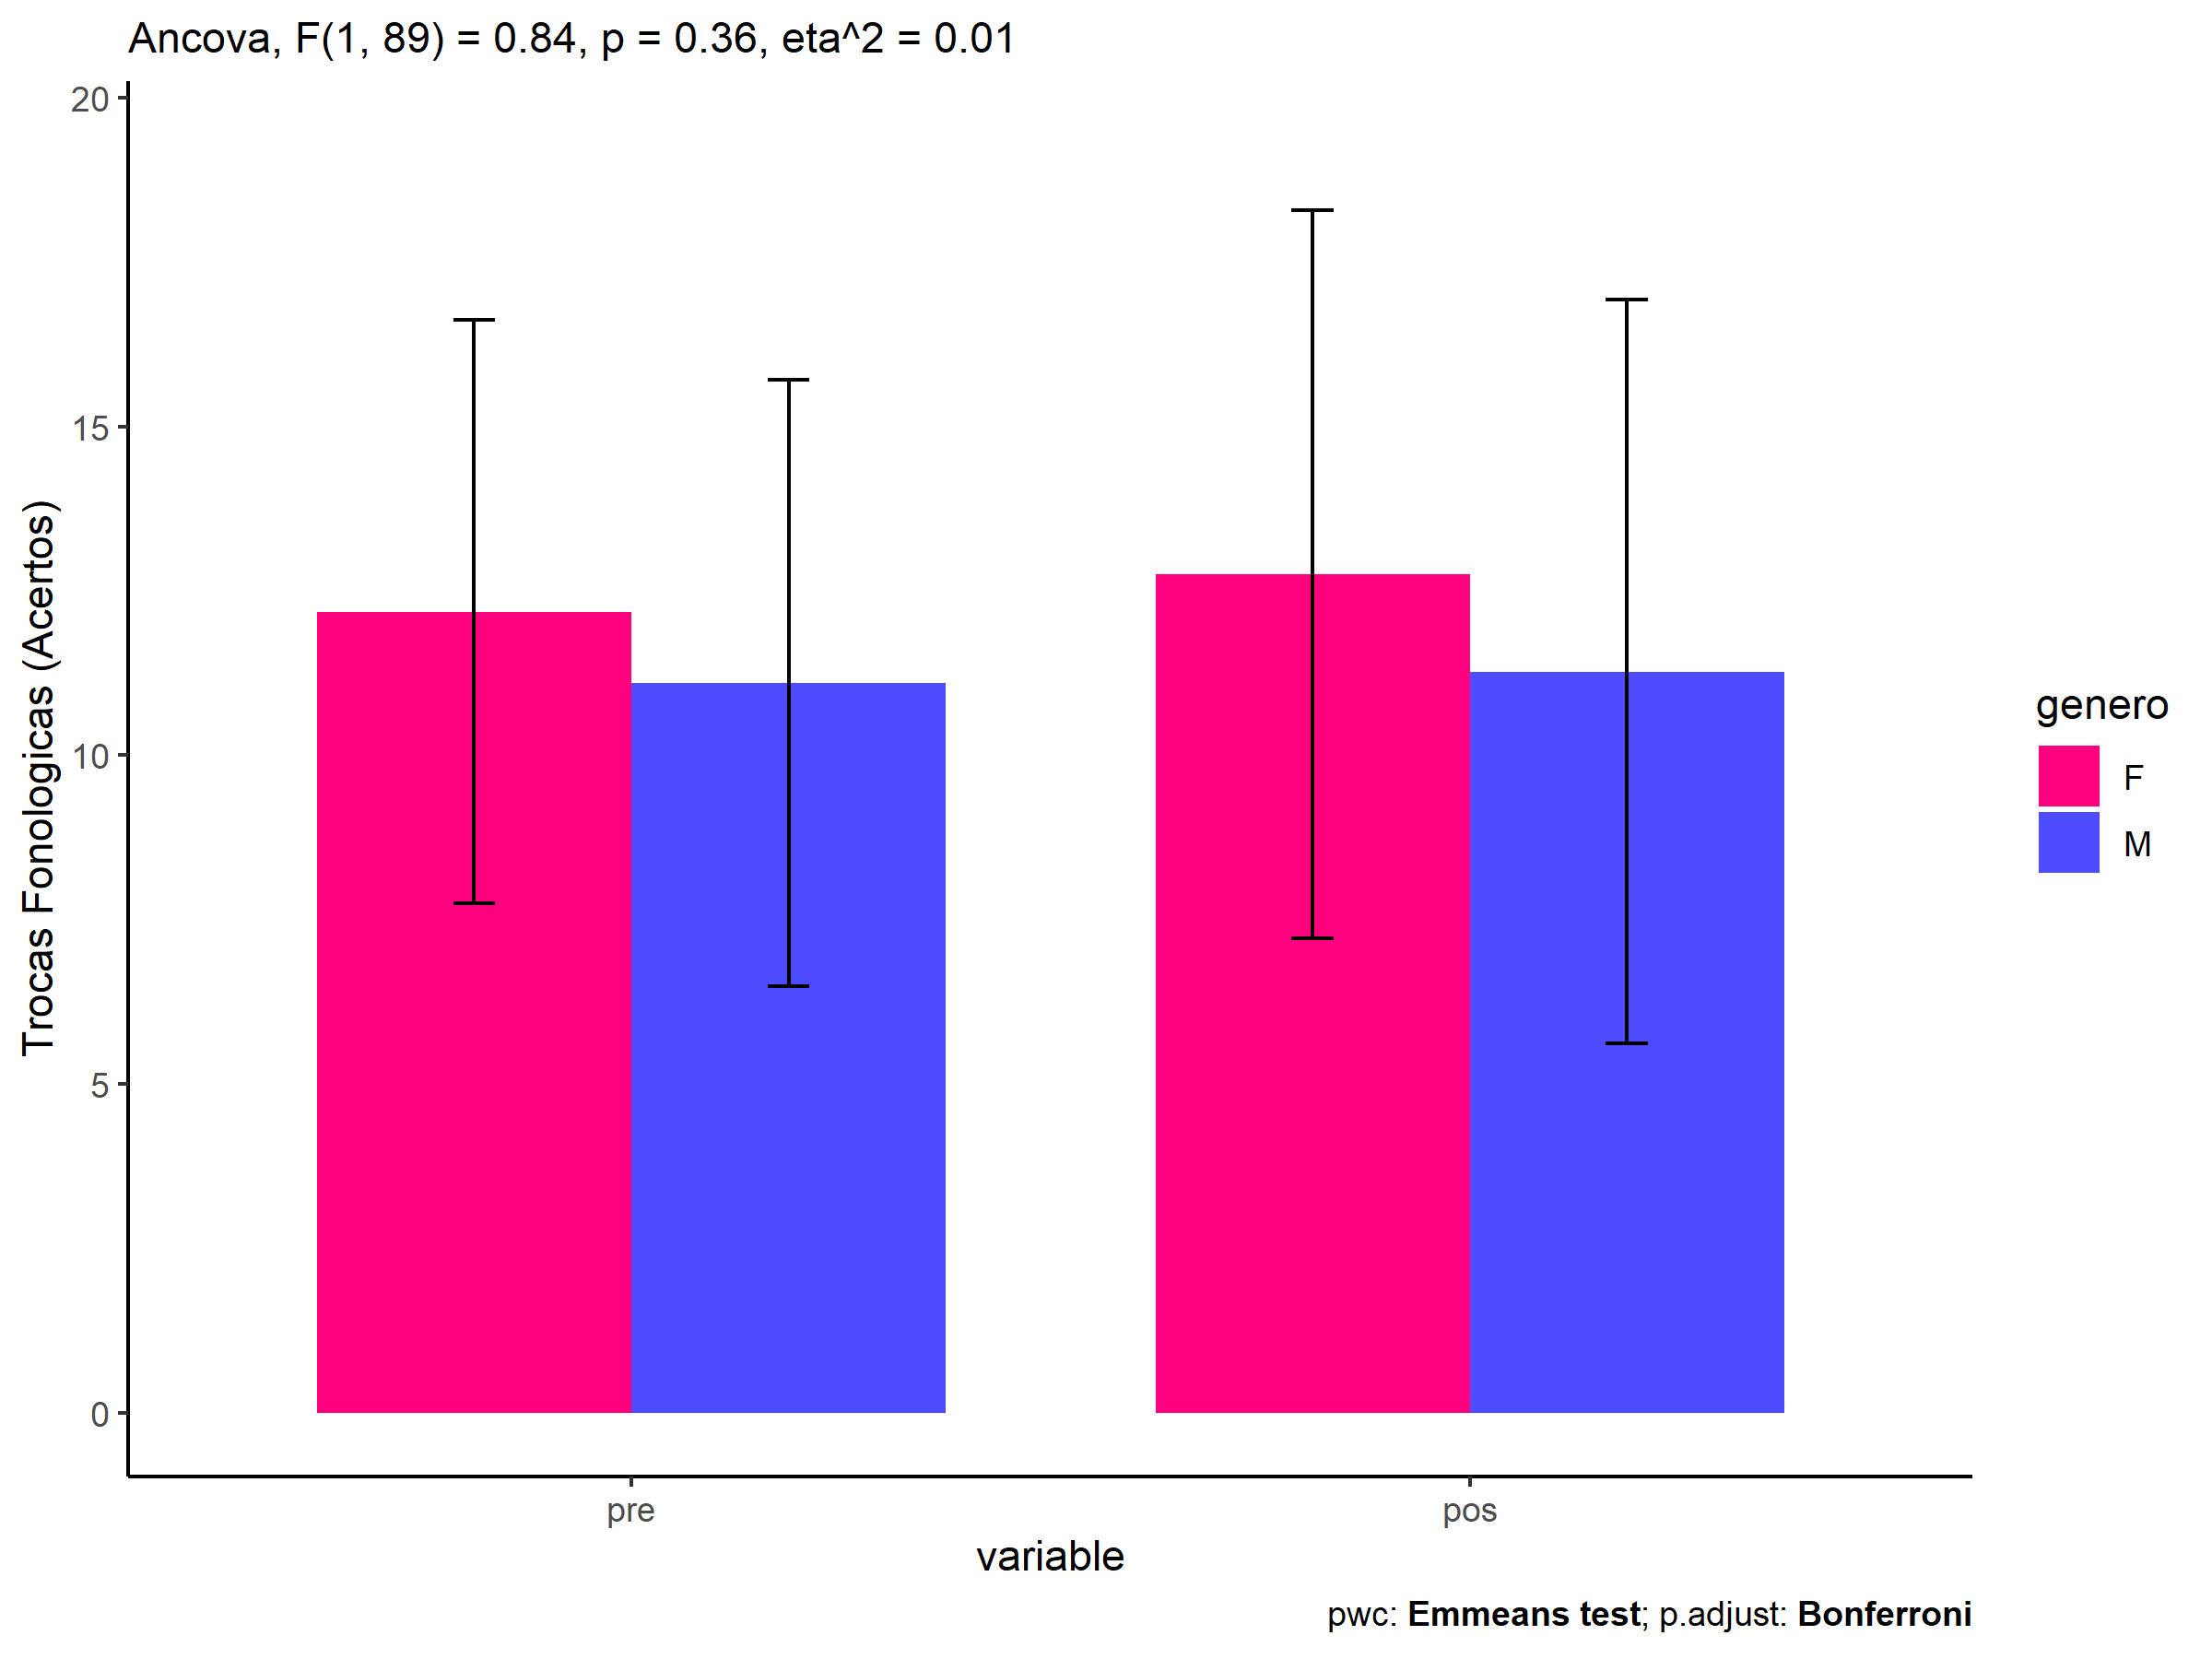 Ancova, F(1, 89) = 0.84, p = 0.36, eta^2 = 0.01
20
15
10
5
0
Trocas Fonologicas (Acertos)
pre
pos
variable
genero
F
M
pwc: Emmeans test; p.adjust: Bonferroni